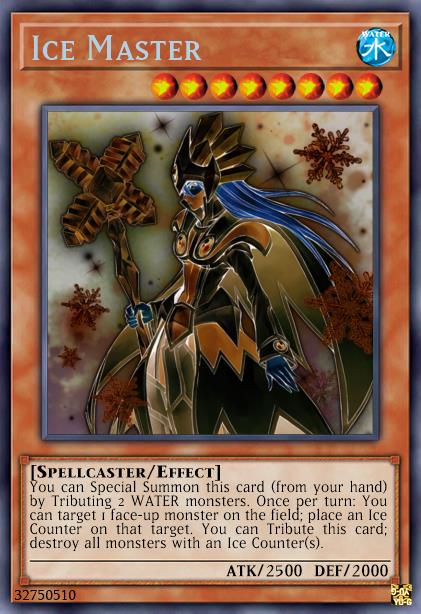 Ice Master
WATER
水
[Spellcaster/Effect]
You can Special Summon this card (from your hand)
by Tributing 2 WATER monsters. Once per turn: You
can target 1 face-up monster on the field; place an Ice
Counter on that target. You can Tribute this card;
destroy all monsters with an Ice Counter(s).
ATK/2500 DEF/2000
32750510